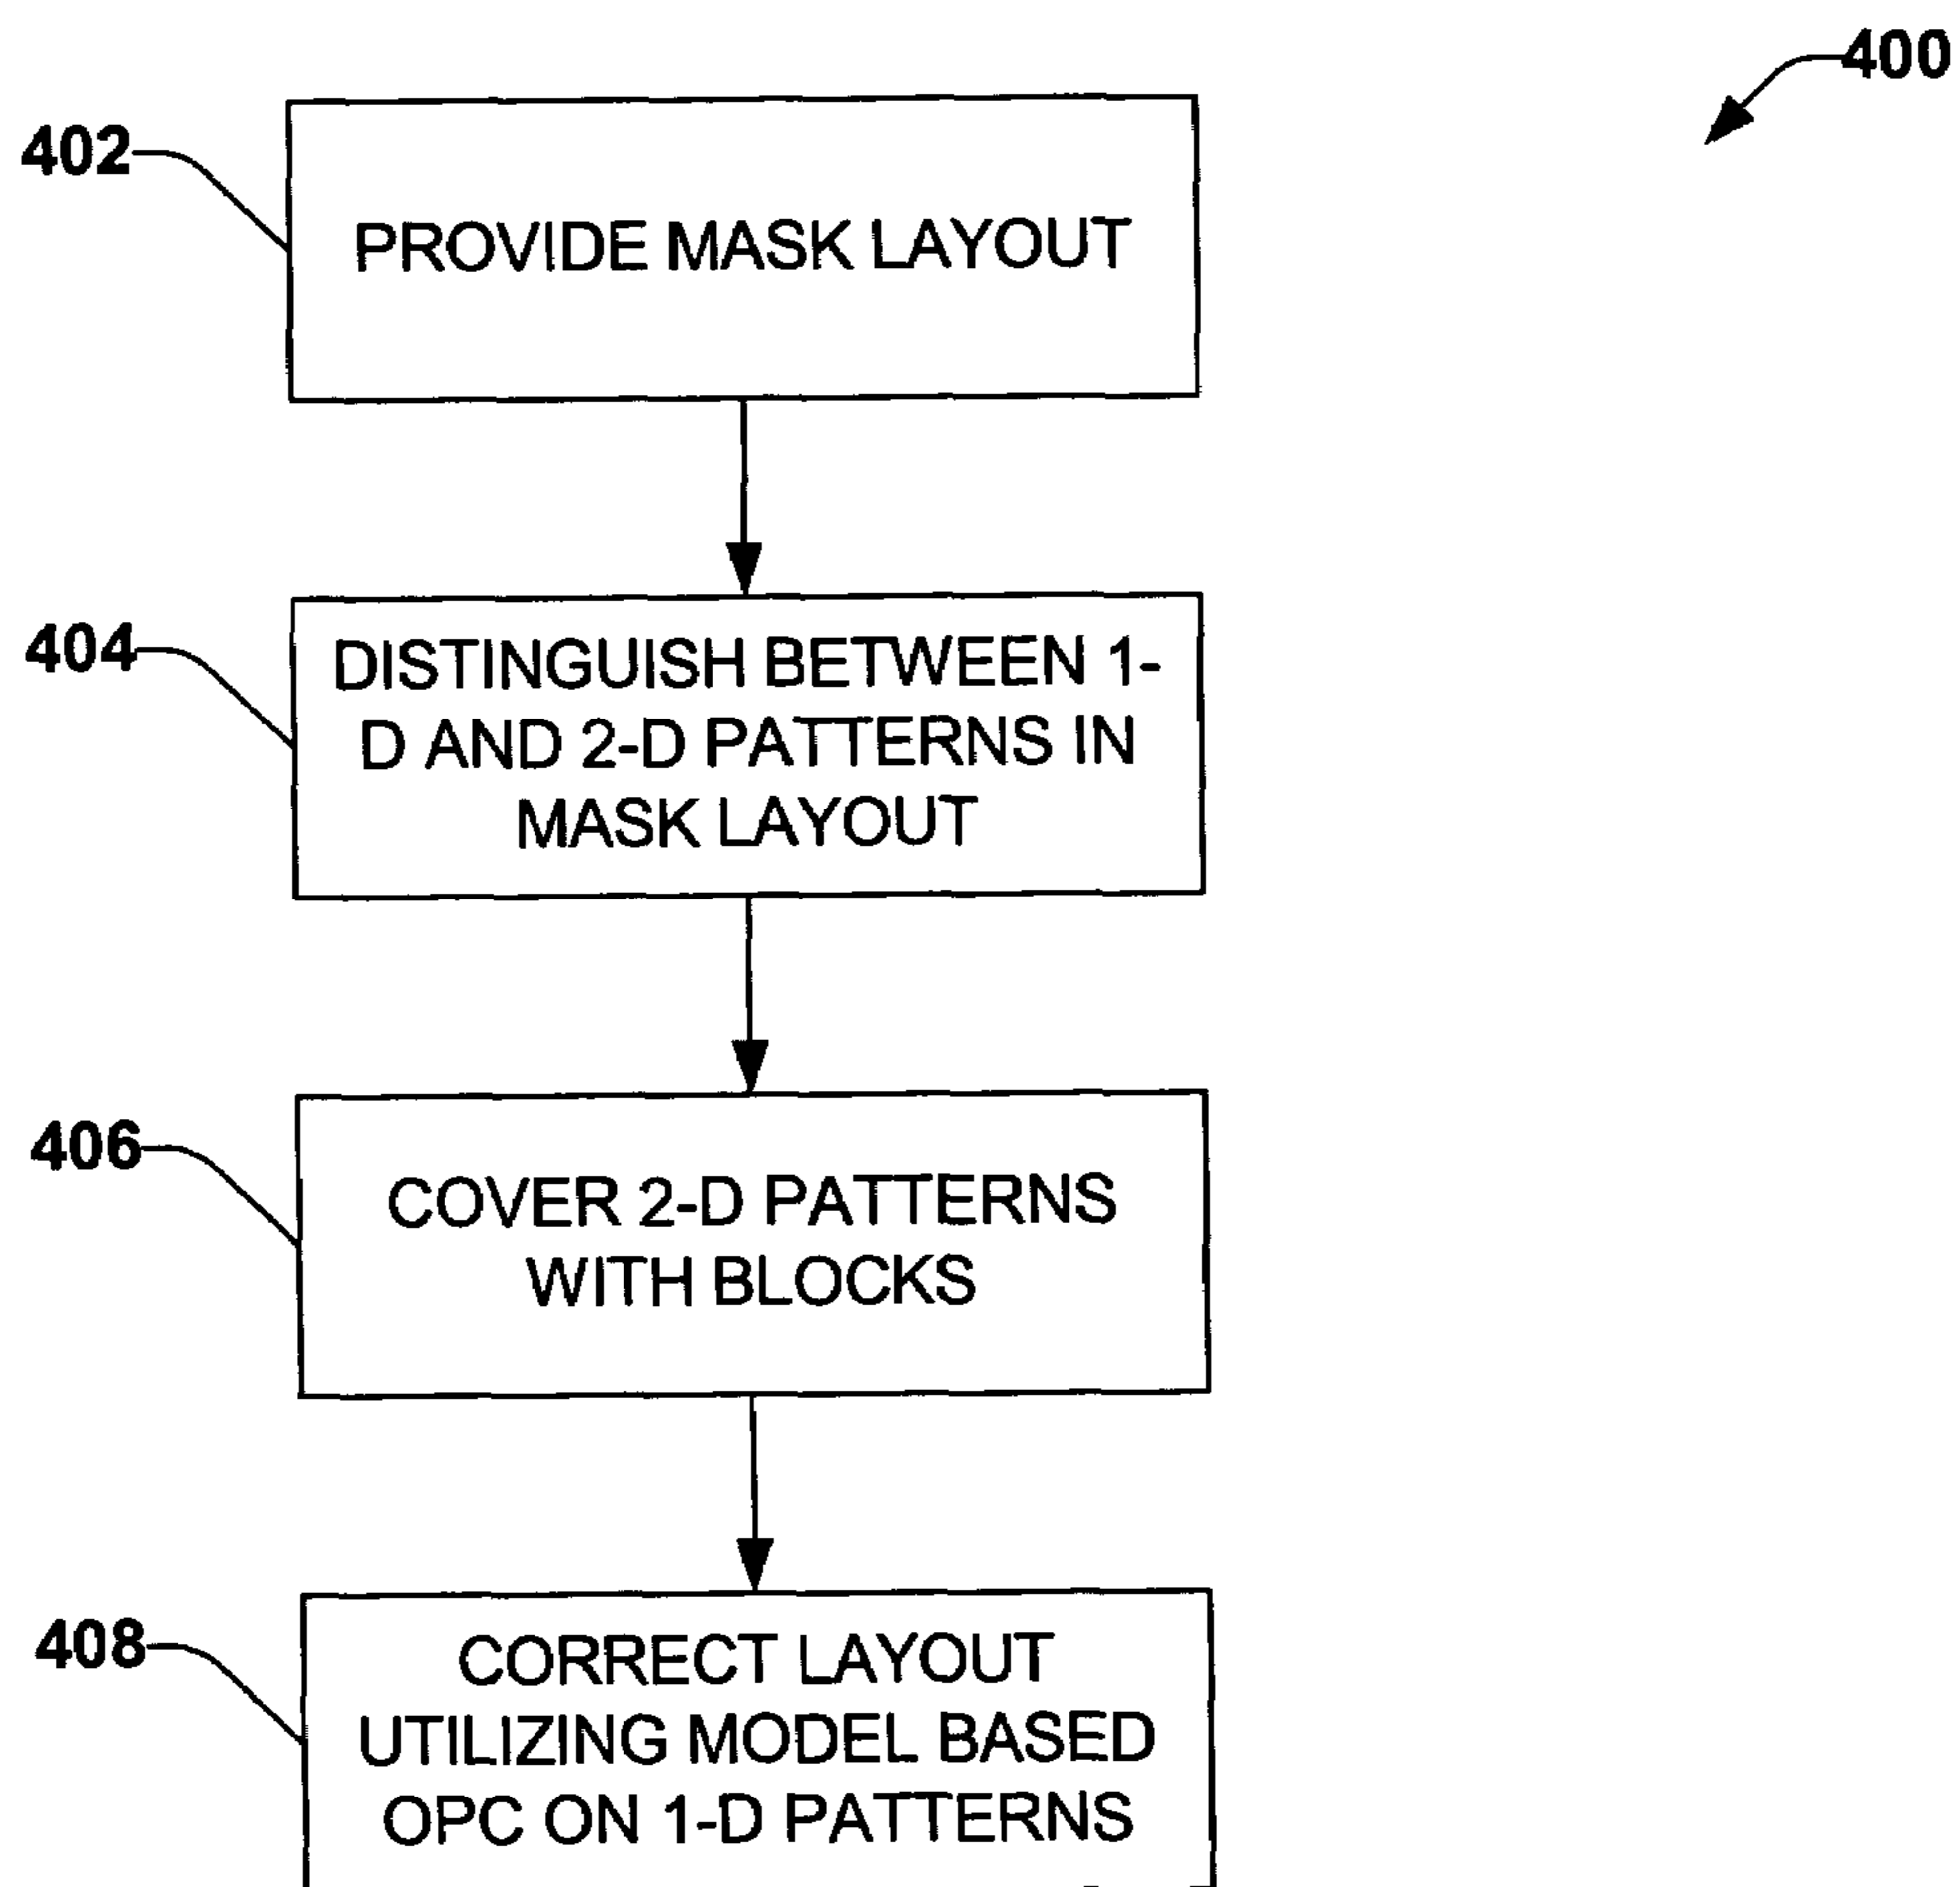 400
402
PROVIDE MASK LAYOUT
404
DISTINGUISH BETWEEN 1-
D AND 2-D PATTERNS IN
MASK LAYOUT
406
COVER 2-D PATTERNS
WITH BLOCKS
408
CORRECT LAYOUT
UTILIZING MODEL BASED
OPC ON 1-D PATTERNS